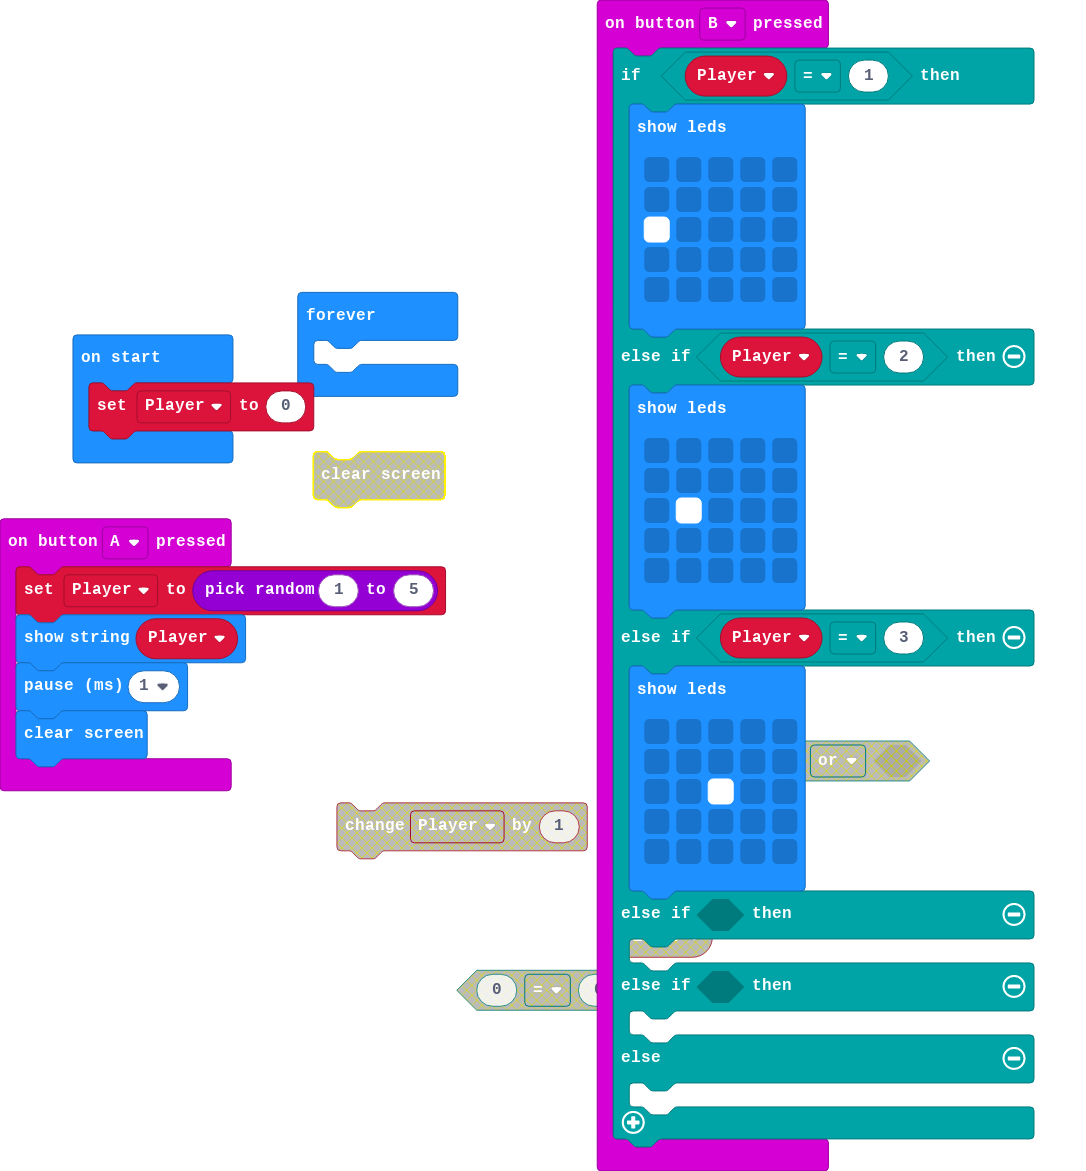 on button B pressed
if Player = 1 then
show leds
forever
on start
else if Player = 2 then
set Player to 0
show leds
clear screen
on button A pressed
set Player to pick random 1 to 5
show string Player
else if Player = 3 then
pause (ms) 1
show leds
clear screen
or
change Player by 1
else if then
0 =
else if then
else